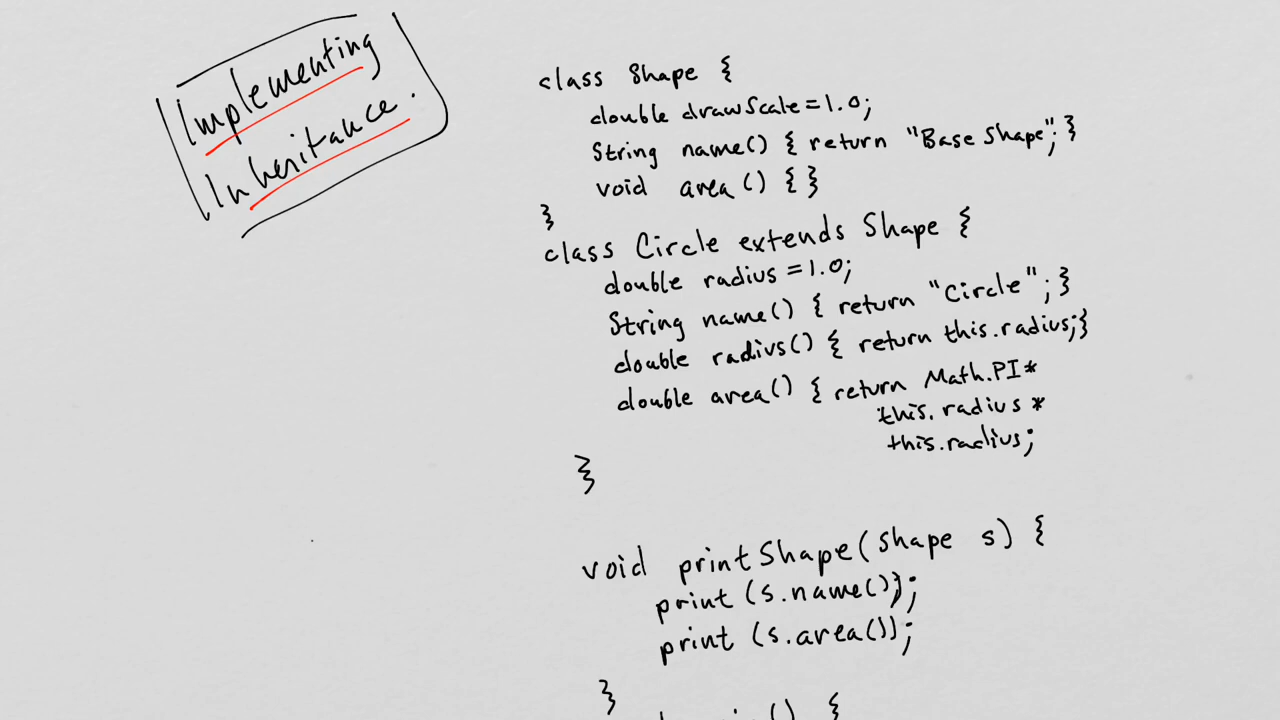 Implementing
Inheritance.
class Shape {
double drawScale = 1.0;
String name() { return "Base Shape"; }
void area() { }
}
class Circle extends Shape {
double radius = 1.0;
String name() { return "Circle"; }
double radius() { return this.radius; }
double area() { return Math.PI *
this.radius *
this.radius;
}
void printShape(Shape s) {
print (s.name());
print (s.area());
}
() {